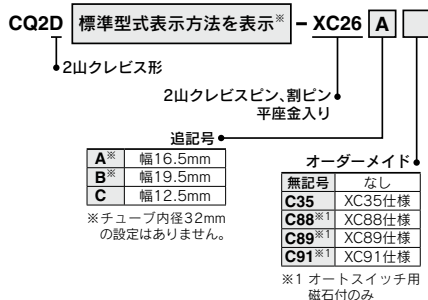 CQ2D 標準型式表示方法を表示※ - XC26 A
2山クレビス形
2山クレビスピン、割ピン
平座金入り
追記号
A※ 幅16.5mm
B※ 幅19.5mm
C 幅12.5mm
※チューブ内径32mm
の設定はありません。
オーダーメイド
無記号 なし
C35 XC35仕様
C88※1 XC88仕様
C89※1 XC89仕様
C91※1 XC91仕様
※1 オートスイッチ用
磁石付のみ